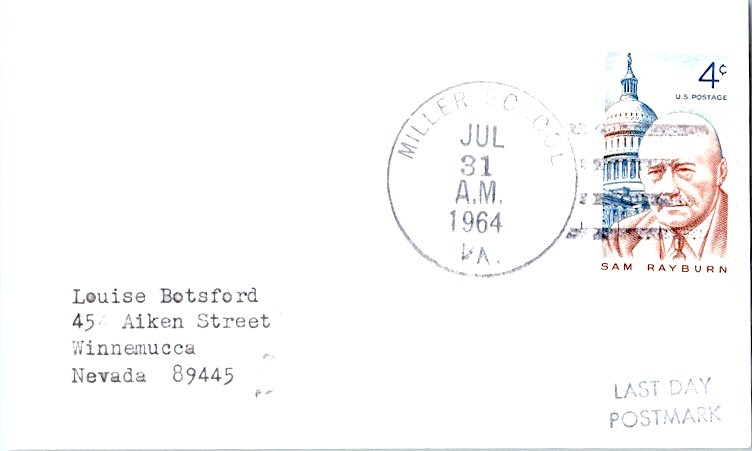 4¢
U.S. POSTAGE
MILLER SCHOOL
JUL
31
A.M.
1964
VA.
SAM RAYBURN
Louise Botsford
Aiken Street
Winnemucca
Nevada 89445
LAST DAY
POSTMARK